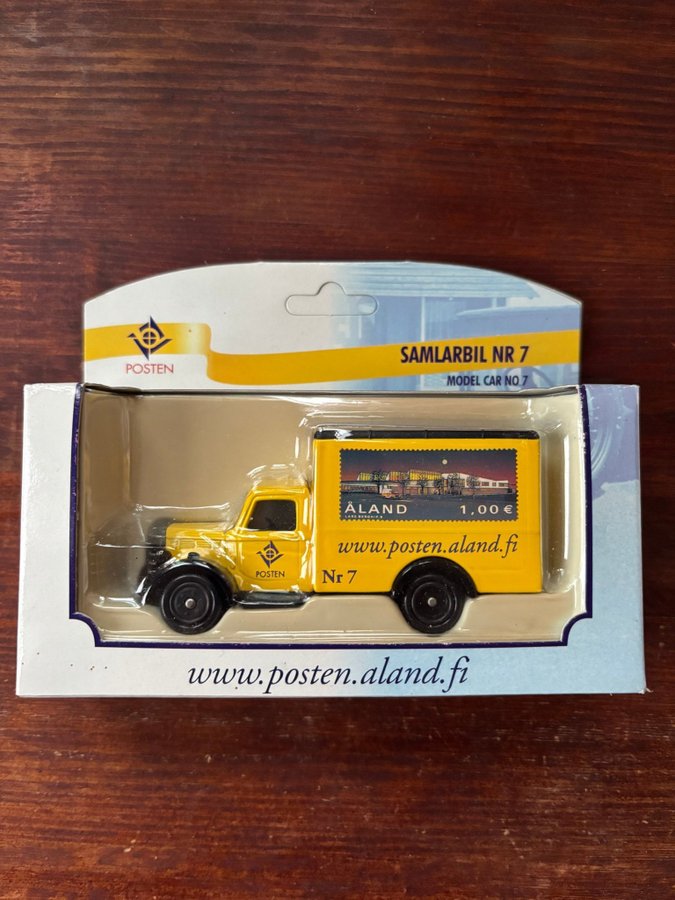 POSTEN
SAMLARBIL NR 7
MODEL CAR NO 7
ÅLAND 1,00 €
www.posten.aland.fi
POSTEN
Nr 7
www.posten.aland.fi